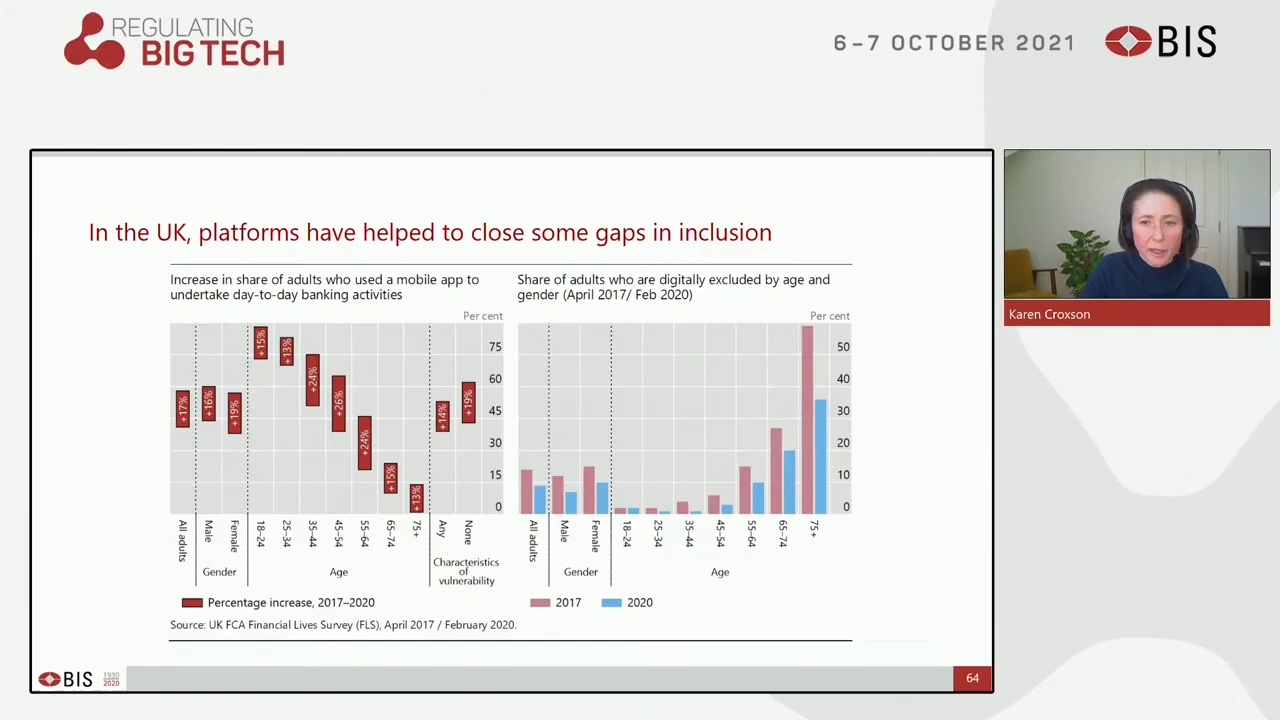 REGULATING
BIG TECH
6–7 OCTOBER 2021
BIS
In the UK, platforms have helped to close some gaps in inclusion
Increase in share of adults who used a mobile app to
undertake day-to-day banking activities
Per cent
75
60
45
30
15
0
+17%
+16%
+19%
+15%
+13%
+24%
+26%
+24%
+15%
+13%
+14%
+19%
All adults
Male
Female
18–24
25–34
35–44
45–54
55–64
65–74
75+
Any
None
Gender
Age
Characteristics
of
vulnerability
Percentage increase, 2017–2020
Share of adults who are digitally excluded by age and
gender (April 2017/ Feb 2020)
Per cent
50
40
30
20
10
0
All adults
Male
Female
18–24
25–34
35–44
45–54
55–64
65–74
75+
Gender
Age
2017
2020
Source: UK FCA Financial Lives Survey (FLS), April 2017 / February 2020.
BIS
1930
2020
64
Karen Croxson